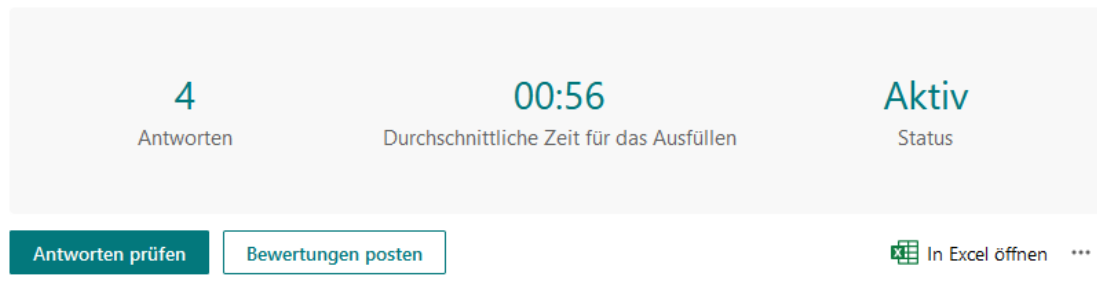 4
Antworten
00:56
Durchschnittliche Zeit für das Ausfüllen
Aktiv
Status
Antworten prüfen
Bewertungen posten
In Excel öffnen